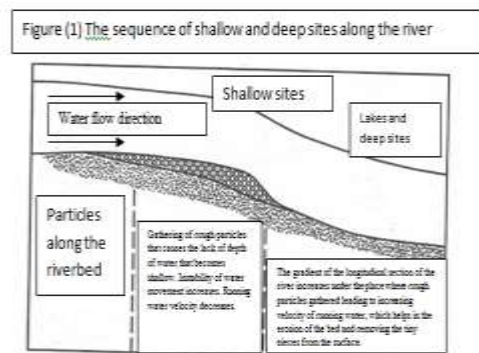 Figure (1) The sequence of shallow and deep sites along the river
Shallow sites
Water flow direction
Lakes and
deep sites
Particles
along the
riverbed
Gathering of rough particles
that causes the lack of depth
of water that becomes
shallow. Instability of water
movement increases. Running
water velocity decreases.
The gradient of the longitudinal section of the
river increases under the place where rough
particles gathered leading to increasing
velocity of running water, which helps in the
erosion of the bed and removing the tiny
pieces from the surface.